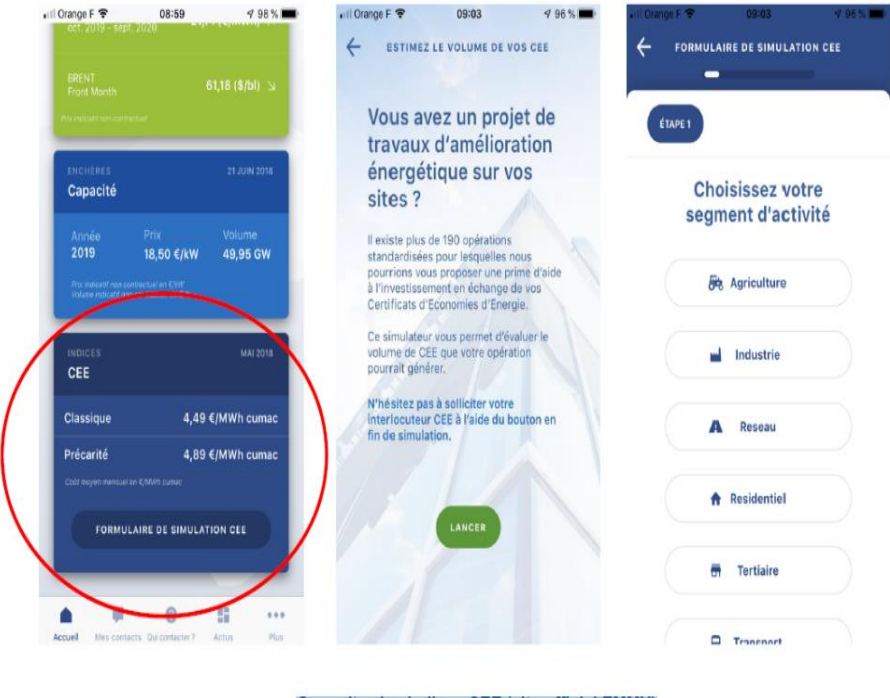 Orange F 08:59 98 %
oct. 2019 - sept. 2020
BRENT
Front Month 61,18 ($/bl)
Prix indicatif non contractuel
ENCHÈRES 21 JUIN 2018
Capacité
Année Prix Volume
2019 18,50 €/kW 49,95 GW
Prix indicatif non contractuel en €/kW
Volume indicatif non
INDICES MAI 2018
CEE
Classique 4,49 €/MWh cumac
Précarité 4,89 €/MWh cumac
Coût moyen mensuel en €/MWh cumac
FORMULAIRE DE SIMULATION CEE
Accueil Mes contacts Qui contacter ? Actus Plus
Orange F 09:03 96 %
ESTIMEZ LE VOLUME DE VOS CEE
Vous avez un projet de
travaux d'amélioration
énergétique sur vos
sites ?
Il existe plus de 190 opérations
standardisées pour lesquelles nous
pourrions vous proposer une prime d'aide
à l'investissement en échange de vos
Certificats d'Economies d'Energie.
Ce simulateur vous permet d'évaluer le
volume de CEE que votre opération
pourrait générer.
N'hésitez pas à solliciter votre
interlocuteur CEE à l'aide du bouton en
fin de simulation.
LANCER
Orange F 09:03 96 %
FORMULAIRE DE SIMULATION CEE
ÉTAPE 1
Choisissez votre
segment d'activité
Agriculture
Industrie
Reseau
Residentiel
Tertiaire
Transport